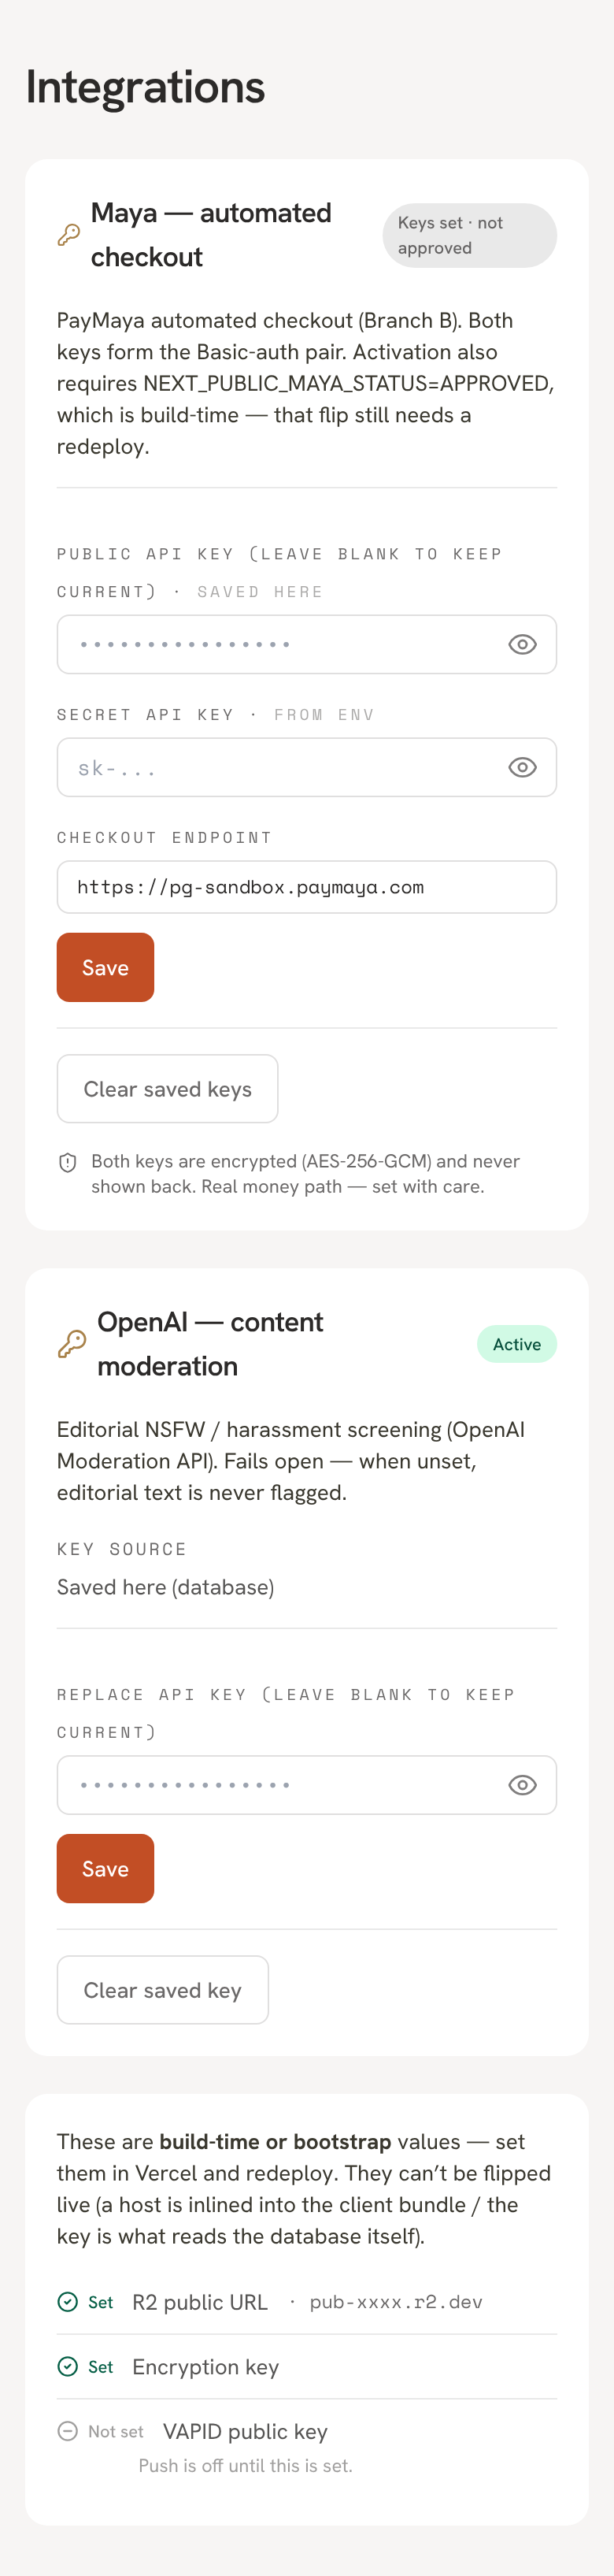 Integrations
Maya — automated
checkout
Keys set · not
approved
PayMaya automated checkout (Branch B). Both
keys form the Basic-auth pair. Activation also
requires NEXT_PUBLIC_MAYA_STATUS=APPROVED,
which is build-time — that flip still needs a
redeploy.
PUBLIC API KEY (LEAVE BLANK TO KEEP
CURRENT) · SAVED HERE
••••••••••••••••
SECRET API KEY · FROM ENV
sk-...
CHECKOUT ENDPOINT
https://pg-sandbox.paymaya.com
Save
Clear saved keys
Both keys are encrypted (AES-256-GCM) and never
shown back. Real money path — set with care.
OpenAI — content
moderation
Active
Editorial NSFW / harassment screening (OpenAI
Moderation API). Fails open — when unset,
editorial text is never flagged.
KEY SOURCE
Saved here (database)
REPLACE API KEY (LEAVE BLANK TO KEEP
CURRENT)
••••••••••••••••
Save
Clear saved key
These are build-time or bootstrap values — set
them in Vercel and redeploy. They can’t be flipped
live (a host is inlined into the client bundle / the
key is what reads the database itself).
Set R2 public URL · pub-xxxx.r2.dev
Set Encryption key
Not set VAPID public key
Push is off until this is set.